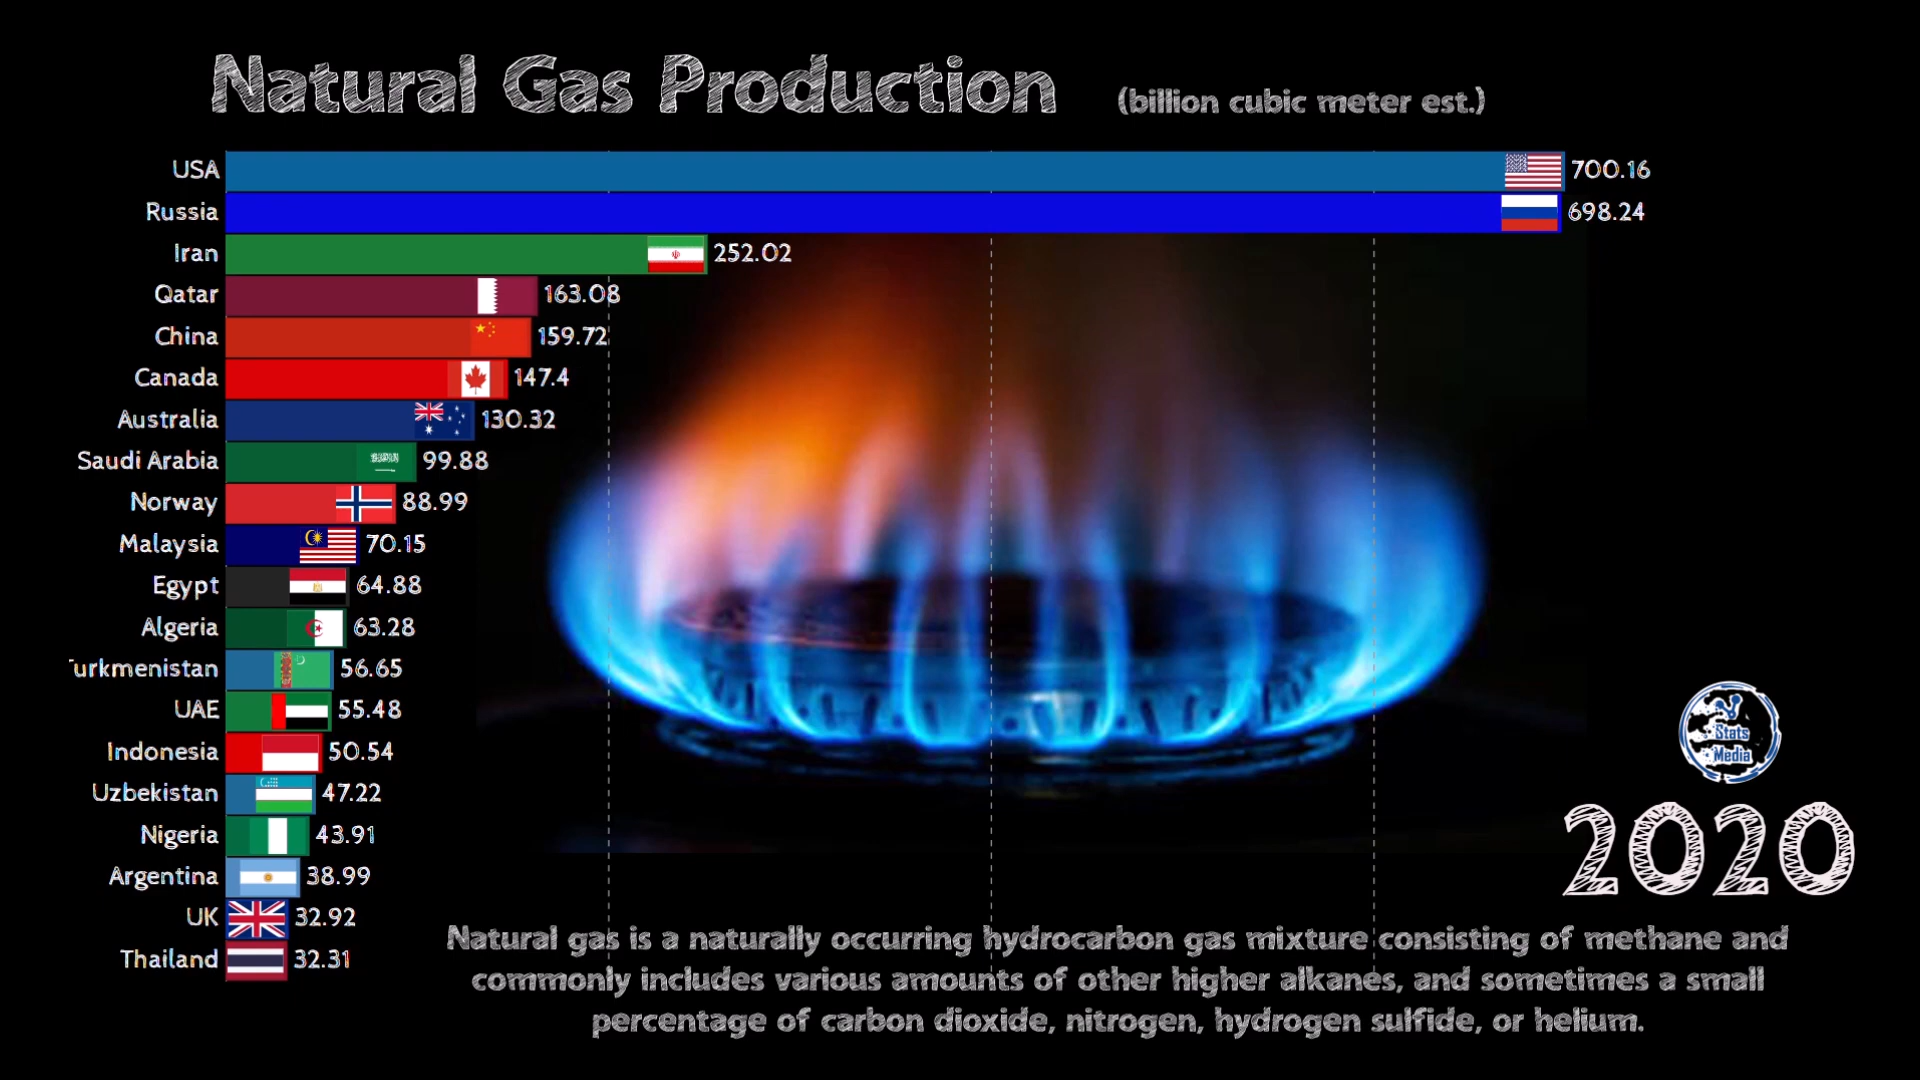 Natural Gas Production (billion cubic meter est.)
USA 700.16
Russia 698.24
Iran 252.02
Qatar 163.08
China 159.72
Canada 147.4
Australia 130.32
Saudi Arabia 99.88
Norway 88.99
Malaysia 70.15
Egypt 64.88
Algeria 63.28
urkmenistan 56.65
UAE 55.48
Indonesia 50.54
Uzbekistan 47.22
Nigeria 43.91
Argentina 38.99
UK 32.92
Thailand 32.31
Stats
Media
2020
Natural gas is a naturally occurring hydrocarbon gas mixture consisting of methane and
commonly includes various amounts of other higher alkanes, and sometimes a small
percentage of carbon dioxide, nitrogen, hydrogen sulfide, or helium.